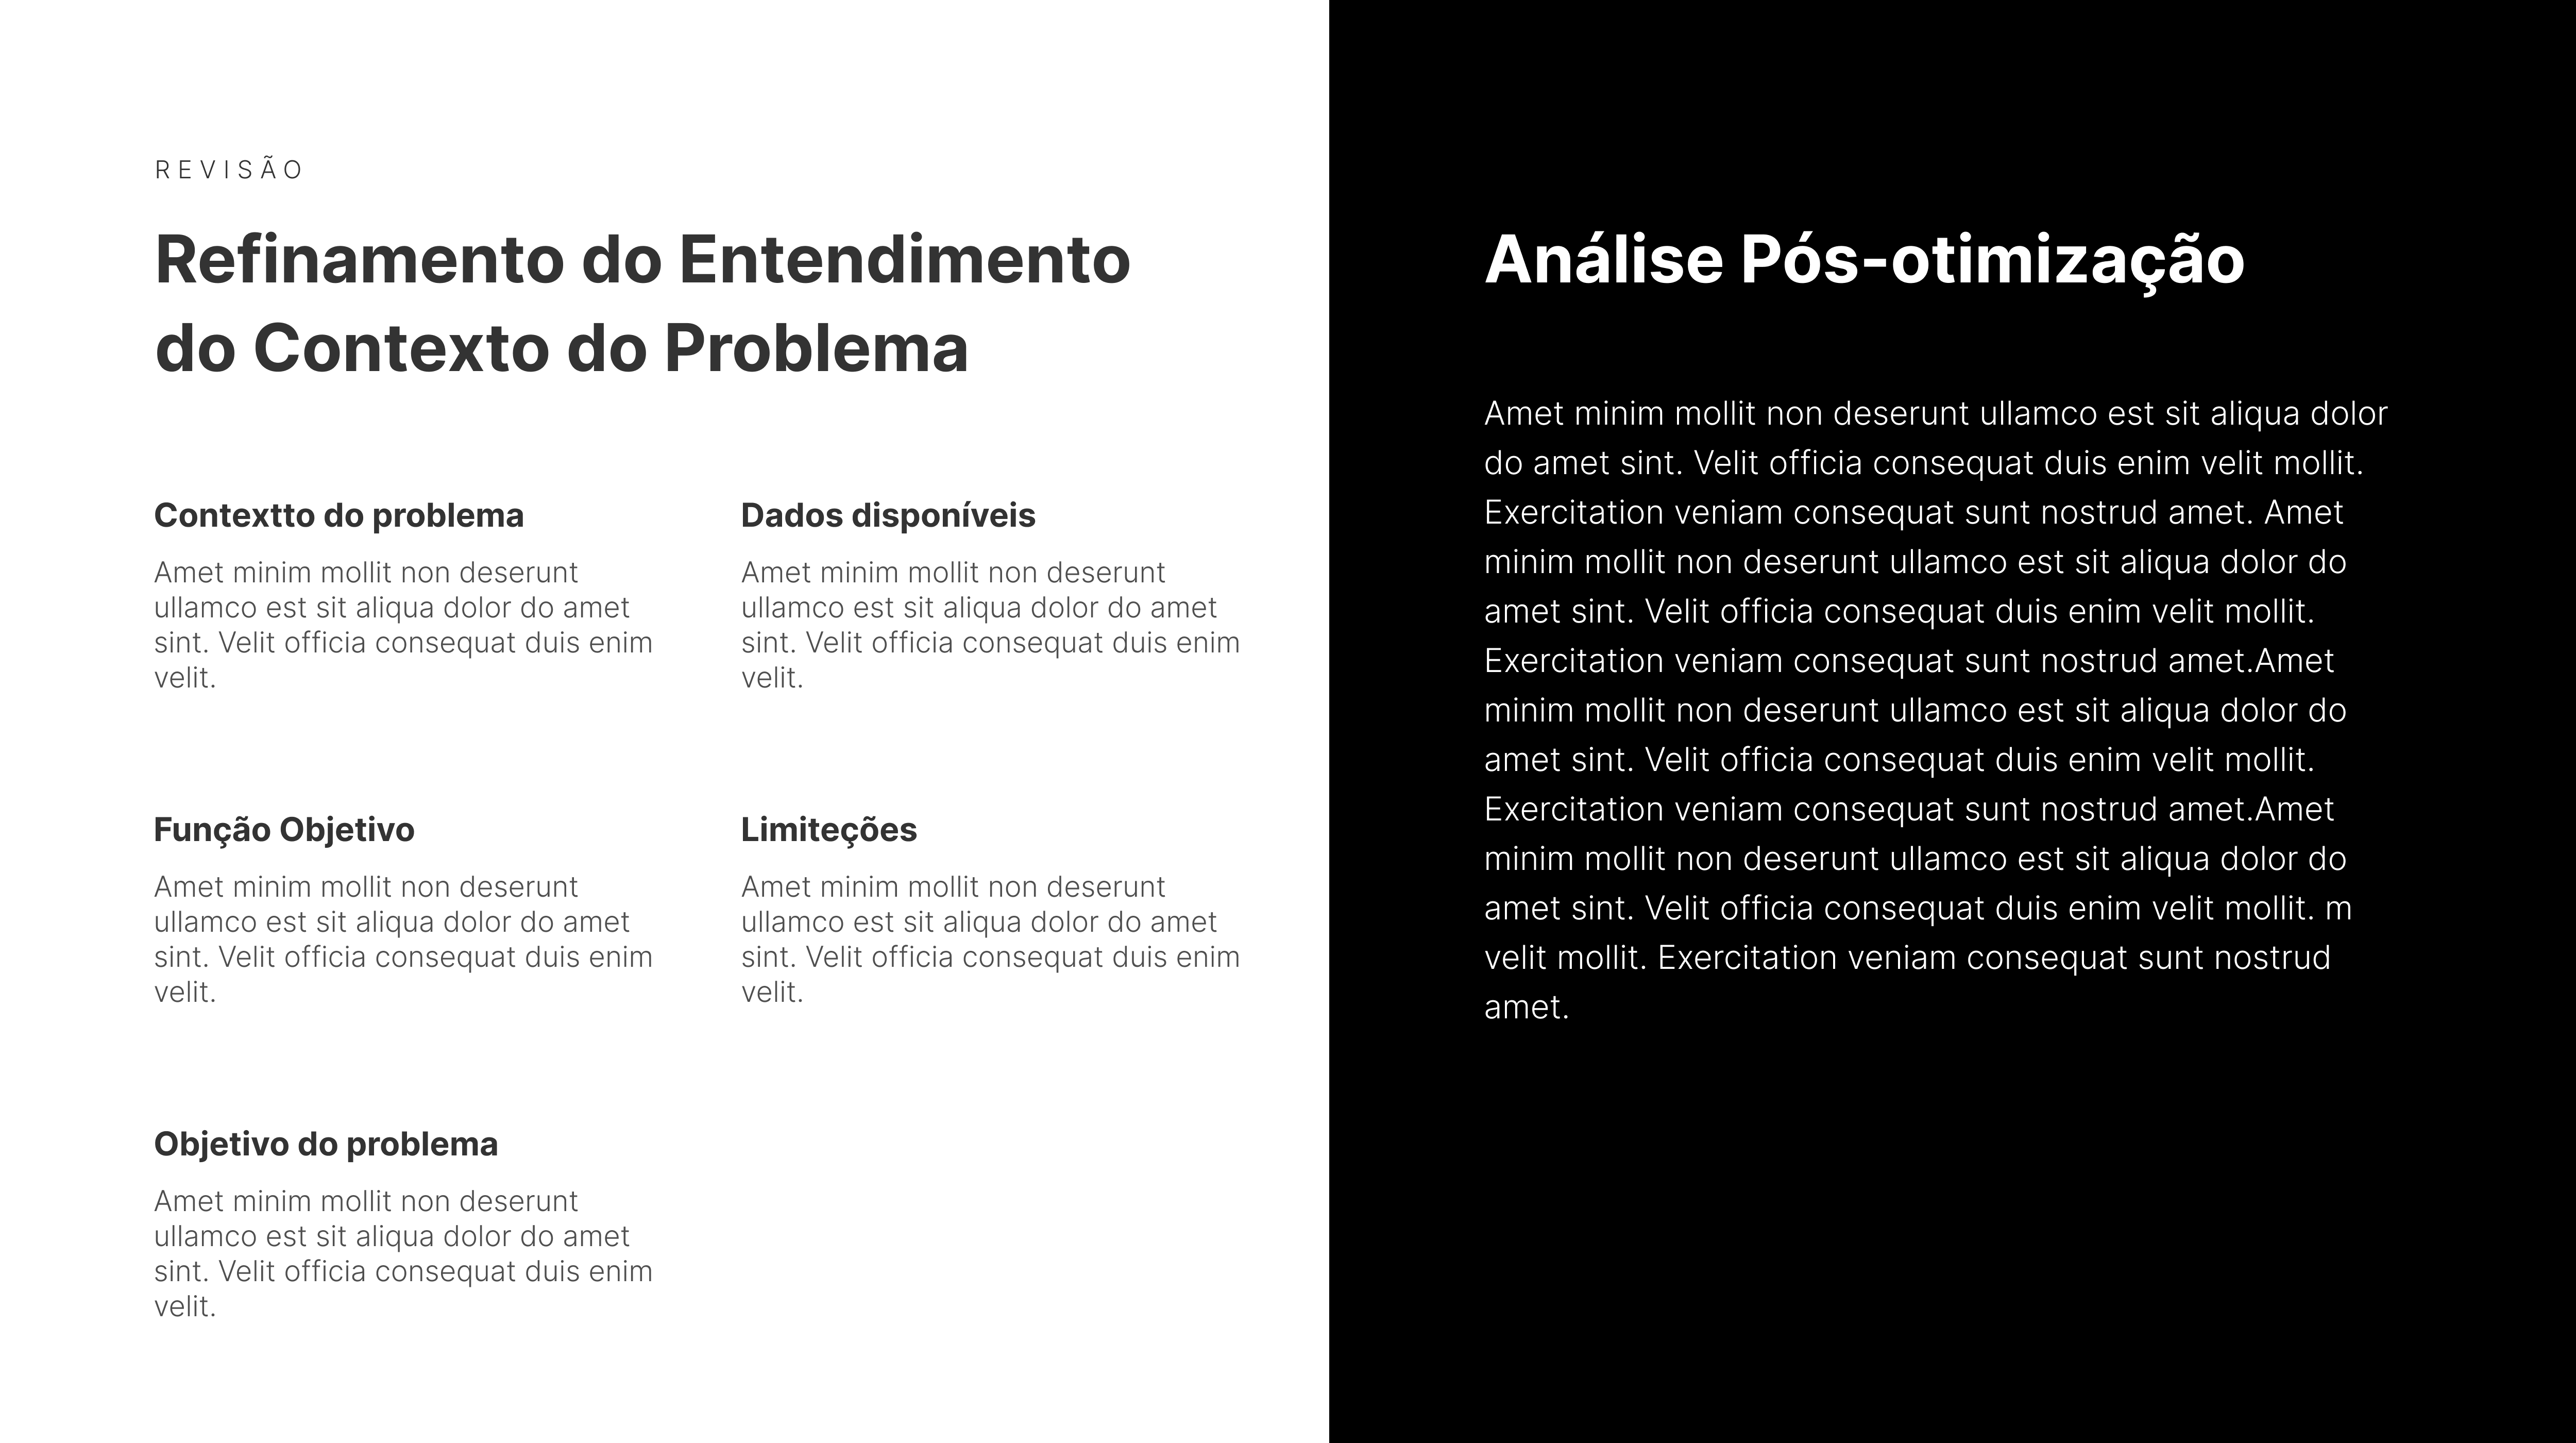 REVISÃO
Refinamento do Entendimento
do Contexto do Problema
Contextto do problema
Amet minim mollit non deserunt
ullamco est sit aliqua dolor do amet
sint. Velit officia consequat duis enim
velit.
Dados disponíveis
Amet minim mollit non deserunt
ullamco est sit aliqua dolor do amet
sint. Velit officia consequat duis enim
velit.
Função Objetivo
Amet minim mollit non deserunt
ullamco est sit aliqua dolor do amet
sint. Velit officia consequat duis enim
velit.
Limiteções
Amet minim mollit non deserunt
ullamco est sit aliqua dolor do amet
sint. Velit officia consequat duis enim
velit.
Objetivo do problema
Amet minim mollit non deserunt
ullamco est sit aliqua dolor do amet
sint. Velit officia consequat duis enim
velit.
Análise Pós-otimização
Amet minim mollit non deserunt ullamco est sit aliqua dolor
do amet sint. Velit officia consequat duis enim velit mollit.
Exercitation veniam consequat sunt nostrud amet. Amet
minim mollit non deserunt ullamco est sit aliqua dolor do
amet sint. Velit officia consequat duis enim velit mollit.
Exercitation veniam consequat sunt nostrud amet.Amet
minim mollit non deserunt ullamco est sit aliqua dolor do
amet sint. Velit officia consequat duis enim velit mollit.
Exercitation veniam consequat sunt nostrud amet.Amet
minim mollit non deserunt ullamco est sit aliqua dolor do
amet sint. Velit officia consequat duis enim velit mollit. m
velit mollit. Exercitation veniam consequat sunt nostrud
amet.